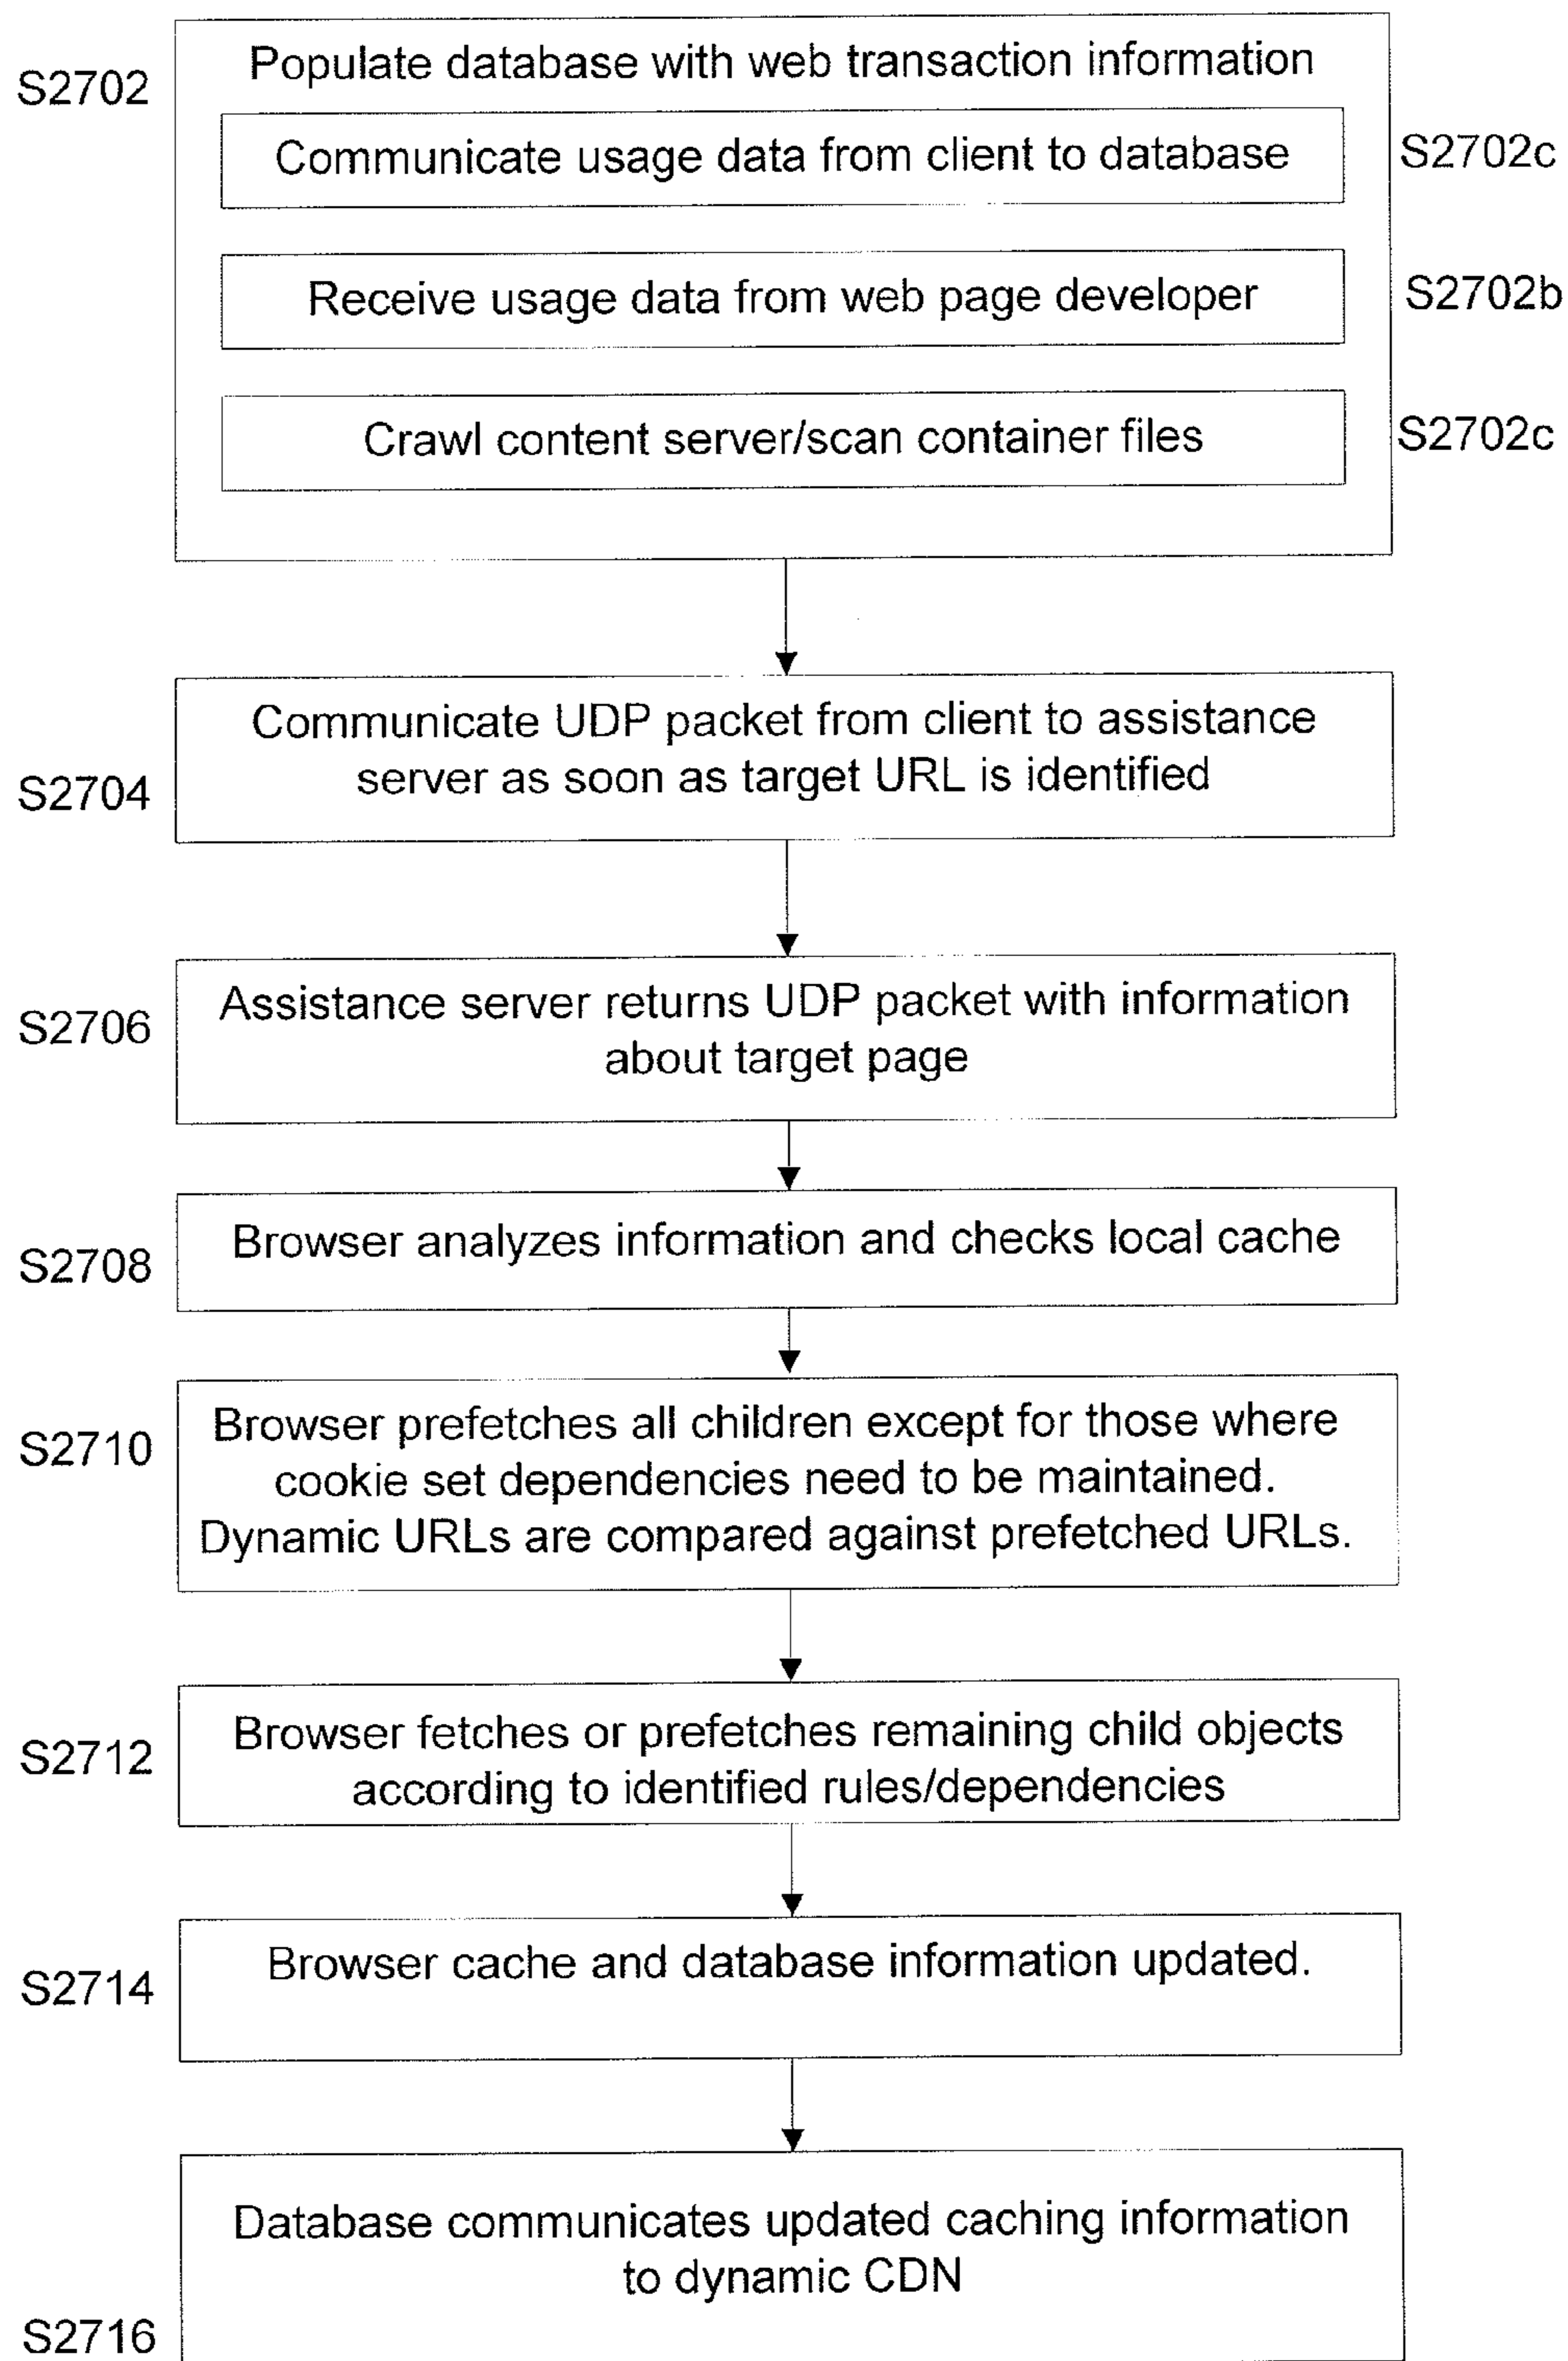 S2702
Populate database with web transaction information
Communicate usage data from client to database
S2702c
Receive usage data from web page developer
S2702b
Crawl content server/scan container files
S2702c
S2704
Communicate UDP packet from client to assistance
server as soon as target URL is identified
S2706
Assistance server returns UDP packet with information
about target page
S2708
Browser analyzes information and checks local cache
S2710
Browser prefetches all children except for those where
cookie set dependencies need to be maintained.
Dynamic URLs are compared against prefetched URLs.
S2712
Browser fetches or prefetches remaining child objects
according to identified rules/dependencies
S2714
Browser cache and database information updated.
Database communicates updated caching information
to dynamic CDN
S2716